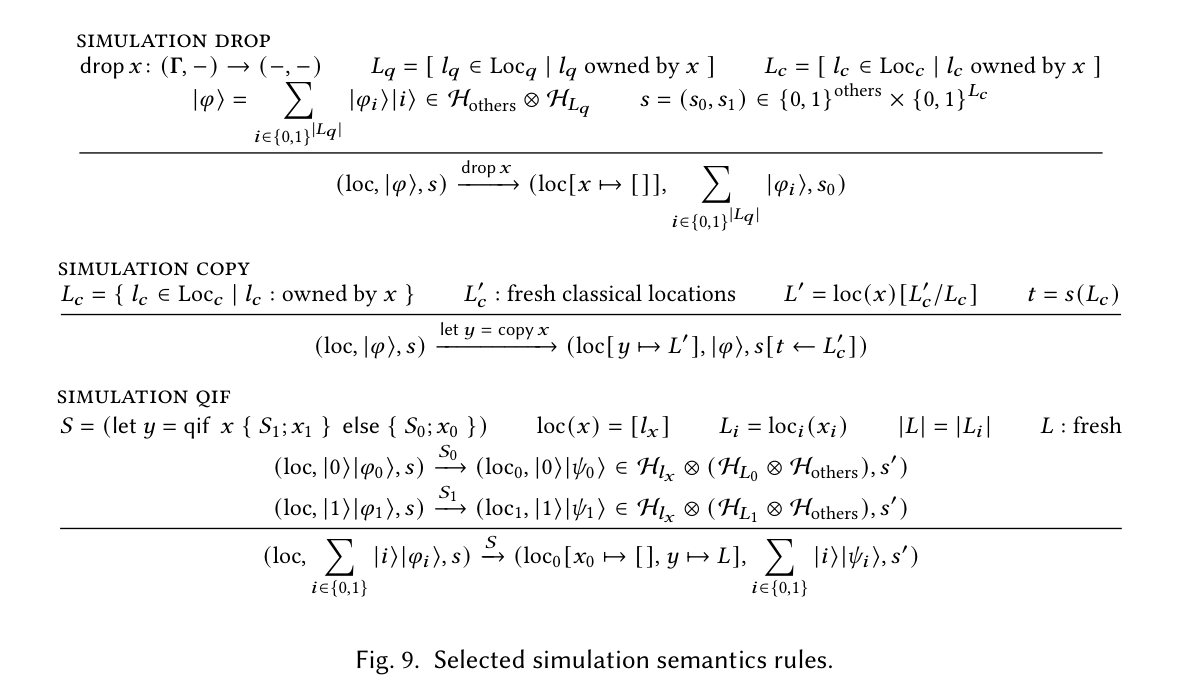 SIMULATION DROP
drop x: (Γ, −) → (−, −)    L_q = [ l_q ∈ Loc_q | l_q owned by x ]    L_c = [ l_c ∈ Loc_c | l_c owned by x ]
|φ⟩ = ∑_{i∈{0,1}^{|L_q|}} |φ_i⟩|i⟩ ∈ ℋ_others ⊗ ℋ_{L_q}    s = (s_0, s_1) ∈ {0, 1}^others × {0, 1}^{L_c}
(loc, |φ⟩, s) —drop x→ (loc[x ↦ []], ∑_{i∈{0,1}^{|L_q|}} |φ_i⟩, s_0)
SIMULATION COPY
L_c = { l_c ∈ Loc_c | l_c : owned by x }    L′_c : fresh classical locations    L′ = loc(x)[L′_c/L_c]    t = s(L_c)
(loc, |φ⟩, s) —let y = copy x→ (loc[y ↦ L′], |φ⟩, s[t ← L′_c])
SIMULATION QIF
S = (let y = qif x { S_1; x_1 } else { S_0; x_0 })    loc(x) = [l_x]    L_i = loc_i(x_i)    |L| = |L_i|    L : fresh
(loc, |0⟩|φ_0⟩, s) —S_0→ (loc_0, |0⟩|ψ_0⟩ ∈ ℋ_{l_x} ⊗ (ℋ_{L_0} ⊗ ℋ_others), s′)
(loc, |1⟩|φ_1⟩, s) —S_1→ (loc_1, |1⟩|ψ_1⟩ ∈ ℋ_{l_x} ⊗ (ℋ_{L_1} ⊗ ℋ_others), s′)
(loc, ∑_{i∈{0,1}} |i⟩|φ_i⟩, s) —S→ (loc_0[x_0 ↦ [], y ↦ L], ∑_{i∈{0,1}} |i⟩|ψ_i⟩, s′)
Fig. 9. Selected simulation semantics rules.